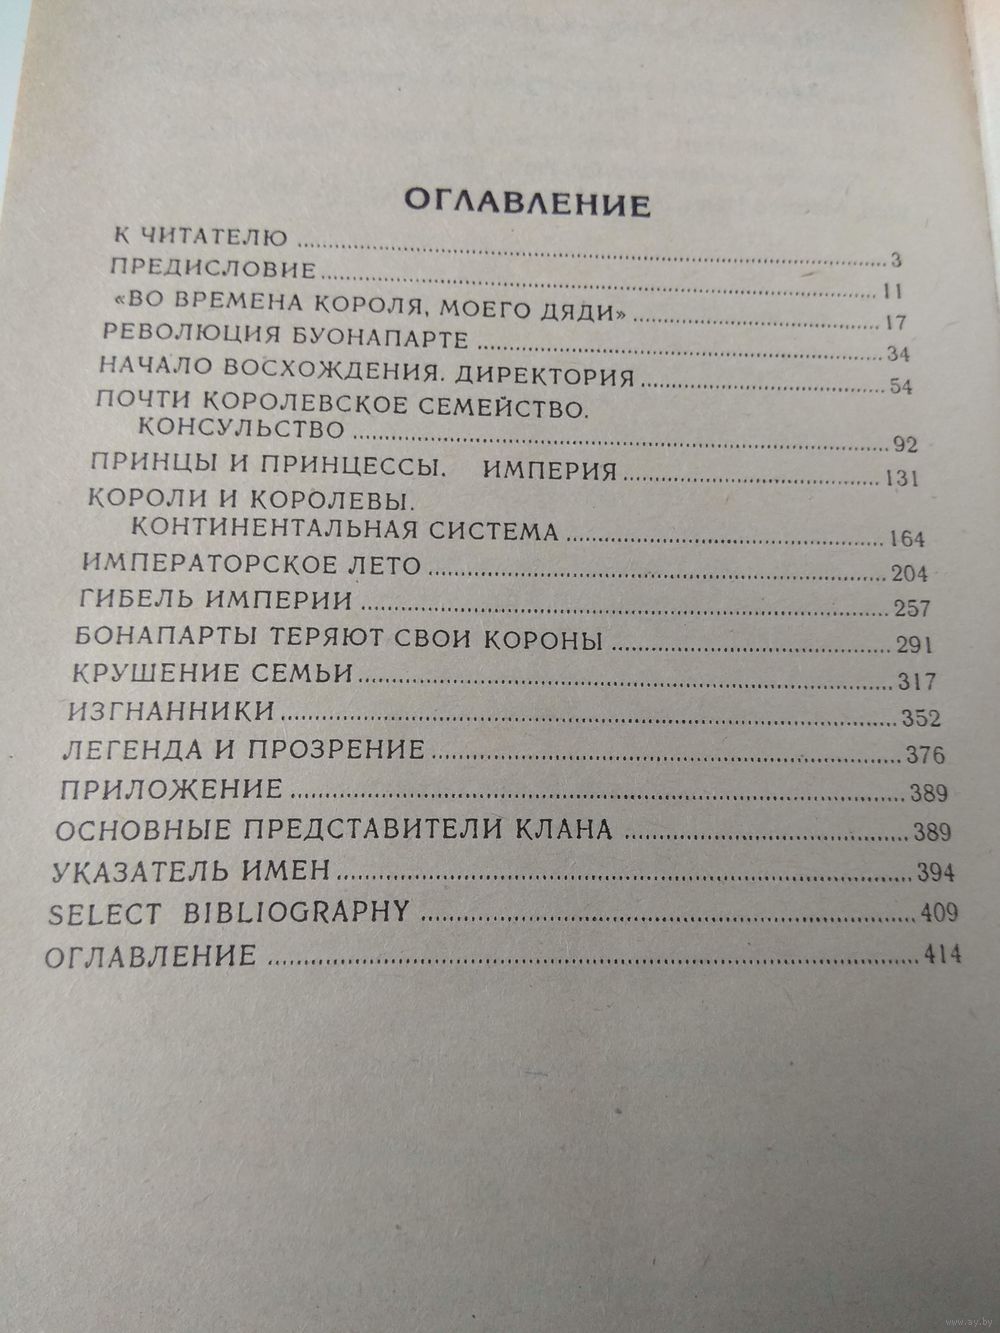 ОГЛАВЛЕНИЕ
К ЧИТАТЕЛЮ ........ 3
ПРЕДИСЛОВИЕ ........ 11
«ВО ВРЕМЕНА КОРОЛЯ, МОЕГО ДЯДИ» ........ 17
РЕВОЛЮЦИЯ БУОНАПАРТЕ ........ 34
НАЧАЛО ВОСХОЖДЕНИЯ. ДИРЕКТОРИЯ ........ 54
ПОЧТИ КОРОЛЕВСКОЕ СЕМЕЙСТВО.
КОНСУЛЬСТВО ........ 92
ПРИНЦЫ И ПРИНЦЕССЫ. ИМПЕРИЯ ........ 131
КОРОЛИ И КОРОЛЕВЫ.
КОНТИНЕНТАЛЬНАЯ СИСТЕМА ........ 164
ИМПЕРАТОРСКОЕ ЛЕТО ........ 204
ГИБЕЛЬ ИМПЕРИИ ........ 257
БОНАПАРТЫ ТЕРЯЮТ СВОИ КОРОНЫ ........ 291
КРУШЕНИЕ СЕМЬИ ........ 317
ИЗГНАННИКИ ........ 352
ЛЕГЕНДА И ПРОЗРЕНИЕ ........ 376
ПРИЛОЖЕНИЕ ........ 389
ОСНОВНЫЕ ПРЕДСТАВИТЕЛИ КЛАНА ........ 389
УКАЗАТЕЛЬ ИМЕН ........ 394
SELECT BIBLIOGRAPHY ........ 409
ОГЛАВЛЕНИЕ ........ 414
www.ay.by